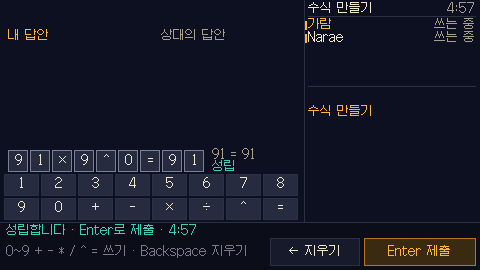 수식 만들기 4:57
내 답안 상대의 답안
가람 쓰는 중
Narae 쓰는 중
수식 만들기
9 1 × 9 ^ 0 = 9 1
91 = 91
성립
1 2 3 4 5 6 7 8
9 0 + - × ÷ ^ =
성립합니다 · Enter로 제출 · 4:57
0~9 + - * / ^ = 쓰기 · Backspace 지우기
← 지우기
Enter 제출